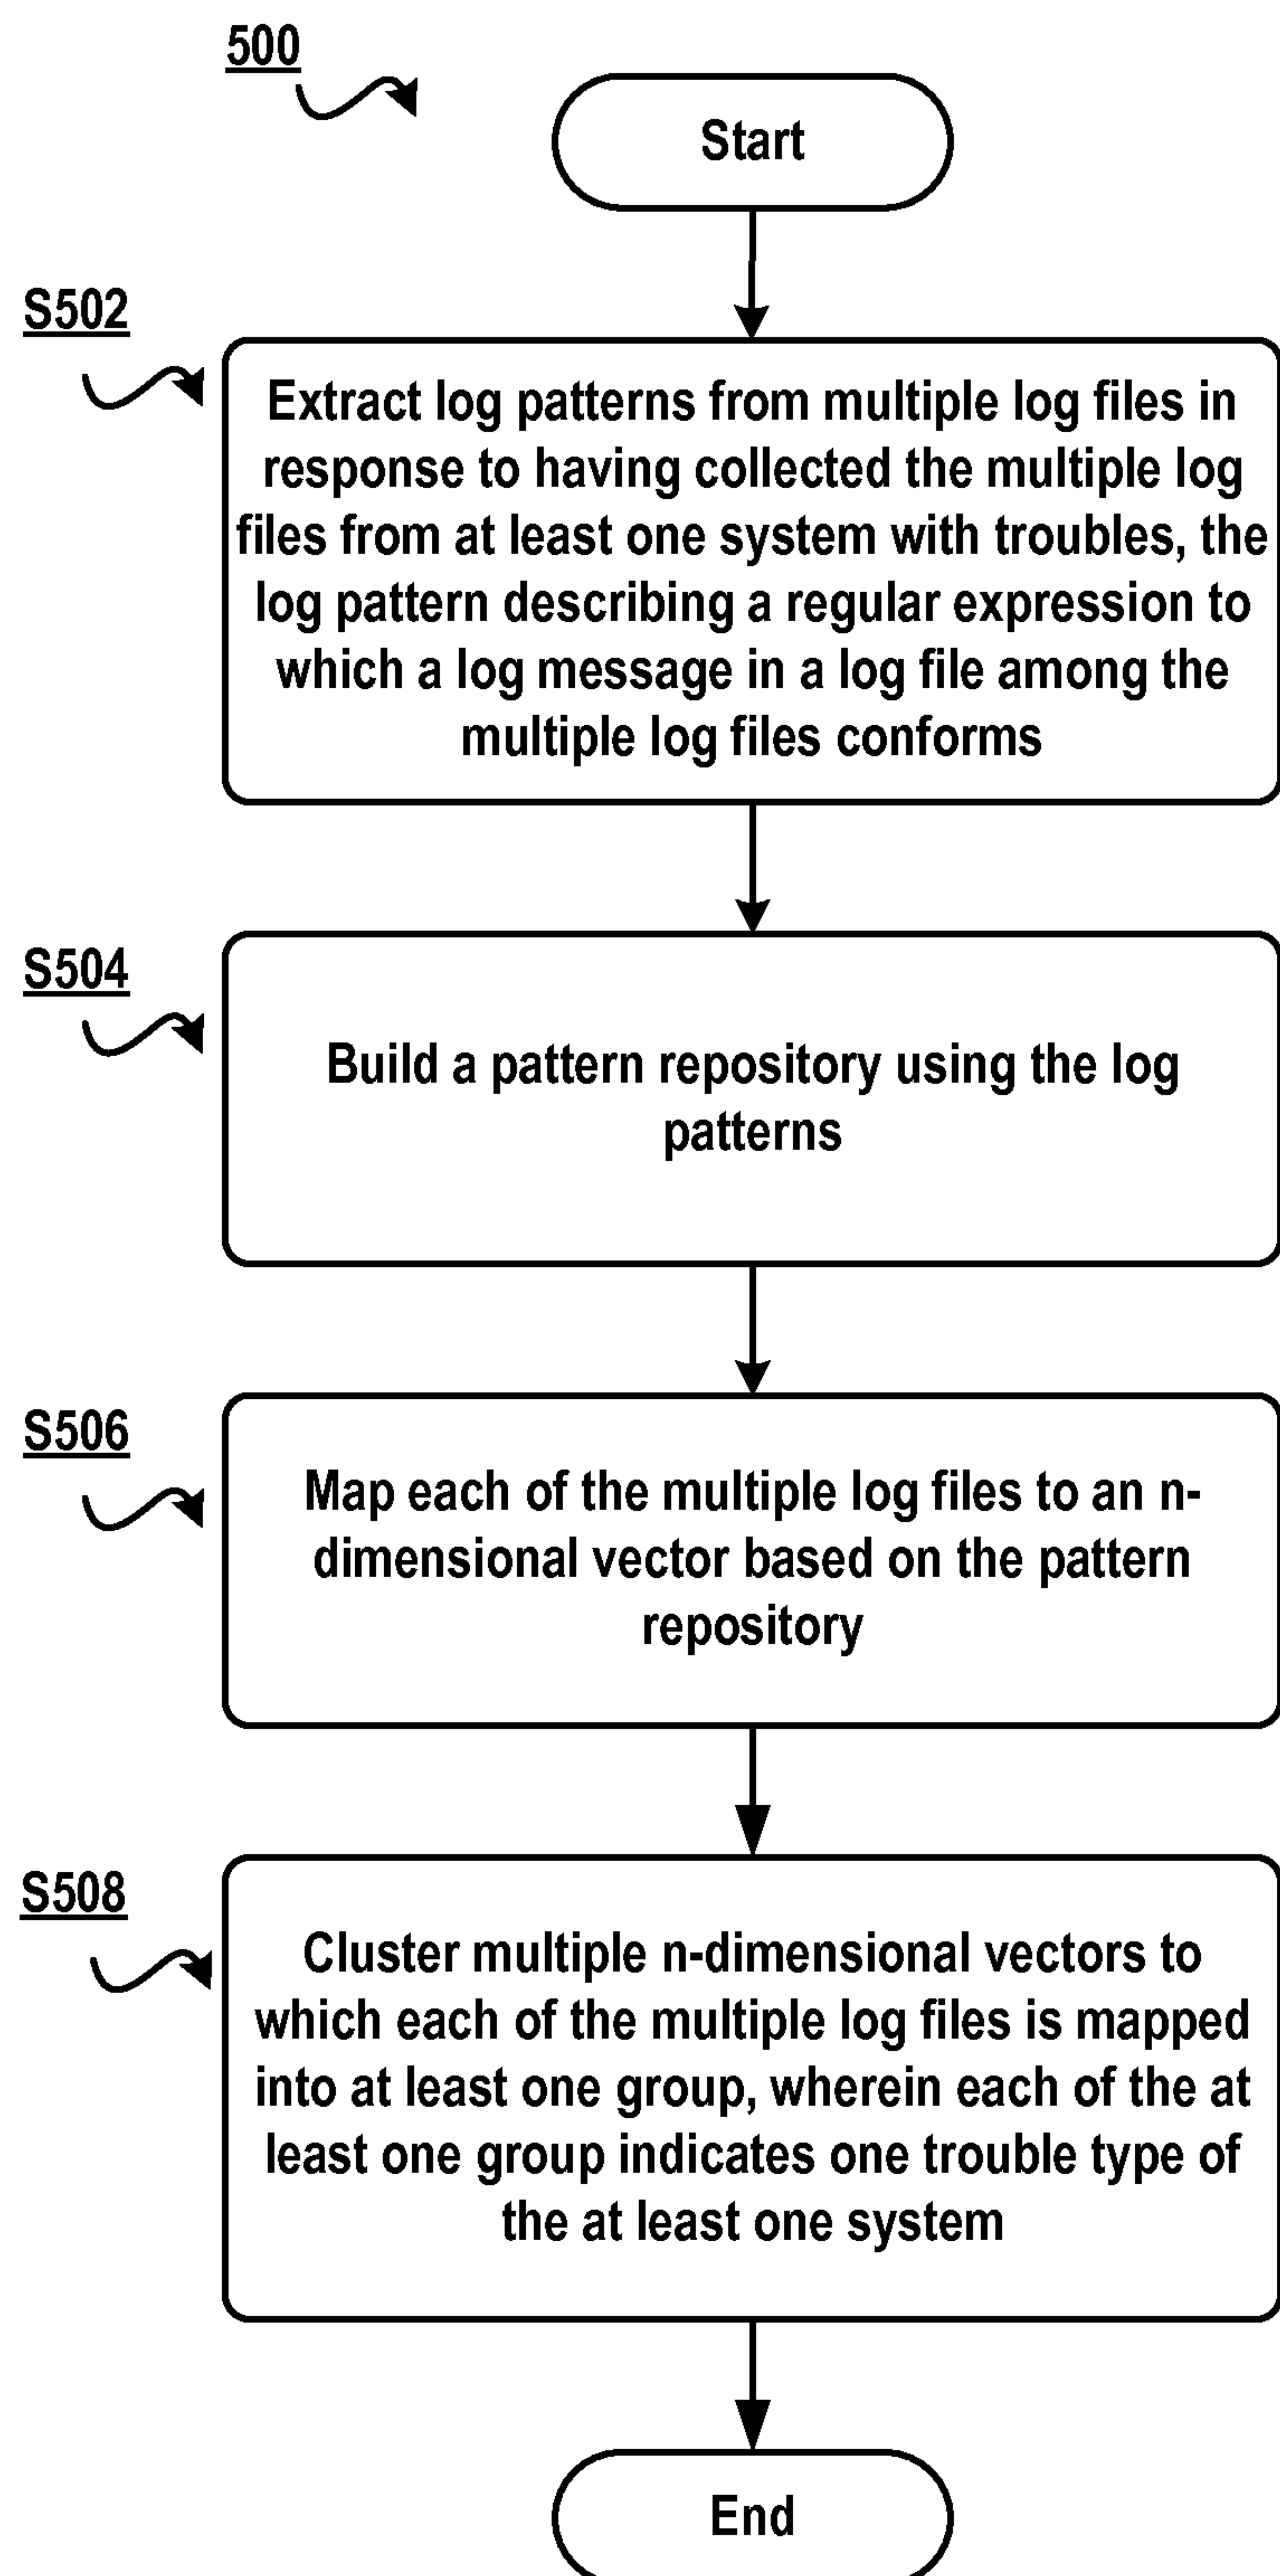 500
Start
S502
Extract log patterns from multiple log files in
response to having collected the multiple log
files from at least one system with troubles, the
log pattern describing a regular expression to
which a log message in a log file among the
multiple log files conforms
S504
Build a pattern repository using the log
patterns
S506
Map each of the multiple log files to an n-
dimensional vector based on the pattern
repository
S508
Cluster multiple n-dimensional vectors to
which each of the multiple log files is mapped
into at least one group, wherein each of the at
least one group indicates one trouble type of
the at least one system
End